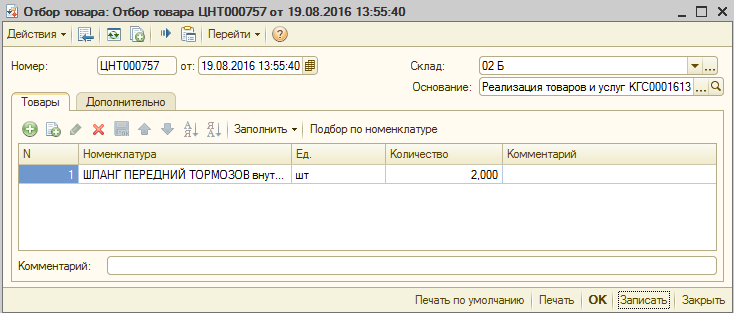 Отбор товара: Отбор товара ЦНТ000757 от 19.08.2016 13:55:40
Действия Перейти ?
Номер: ЦНТ000757 от: 19.08.2016 13:55:40 Склад: 02 Б ...
Основание: Реализация товаров и услуг КГС0001613 ...
Товары Дополнительно
Заполнить Подбор по номенклатуре
N Номенклатура Ед. Количество Комментарий
1 ШЛАНГ ПЕРЕДНИЙ ТОРМОЗОВ внут... шт 2,000
Комментарий:
Печать по умолчанию Печать ОК Записать Закрыть